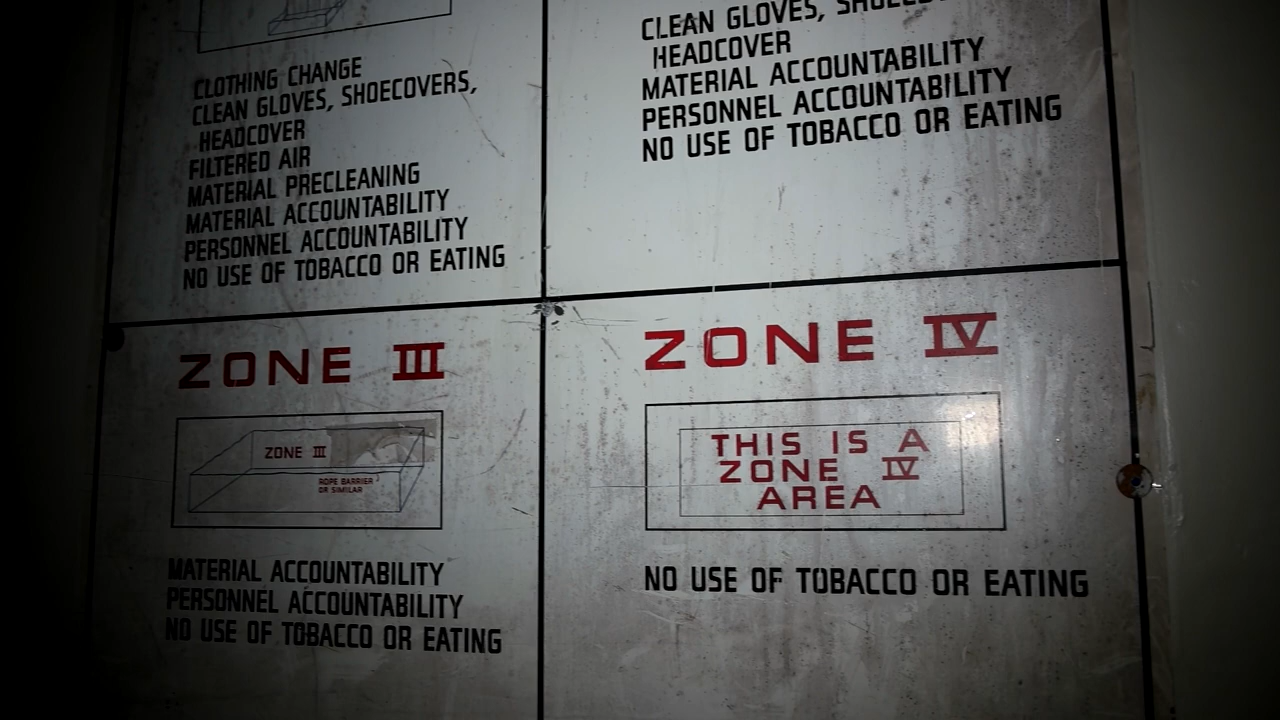 CLOTHING CHANGE
CLEAN GLOVES, SHOECOVERS,
HEADCOVER
FILTERED AIR
MATERIAL PRECLEANING
MATERIAL ACCOUNTABILITY
PERSONNEL ACCOUNTABILITY
NO USE OF TOBACCO OR EATING
CLEAN GLOVES,
HEADCOVER
MATERIAL ACCOUNTABILITY
PERSONNEL ACCOUNTABILITY
NO USE OF TOBACCO OR EATING
ZONE III
ZONE III
ROPE BARRIER
OR SIMILAR
MATERIAL ACCOUNTABILITY
PERSONNEL ACCOUNTABILITY
NO USE OF TOBACCO OR EATING
ZONE IV
THIS IS A
ZONE IV
AREA
NO USE OF TOBACCO OR EATING